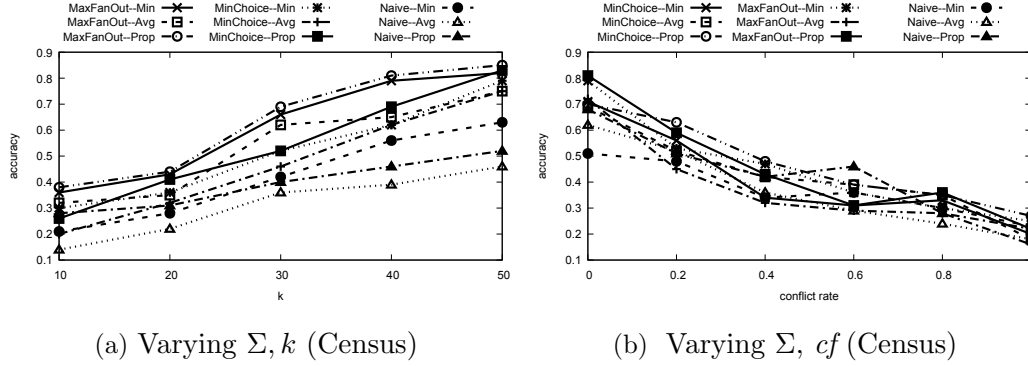 MaxFanOut--Min MinChoice--Min Naive--Min
MaxFanOut--Avg MinChoice--Avg Naive--Avg
MaxFanOut--Prop MinChoice--Prop Naive--Prop
0.9
0.8
0.7
0.6
0.5
0.4
0.3
0.2
0.1
accuracy
10 20 30 40 50
k
(a) Varying Σ, k (Census)
MinChoice--Min MaxFanOut--Min Naive--Min
MinChoice--Avg MaxFanOut--Avg Naive--Avg
MinChoice--Prop MaxFanOut--Prop Naive--Prop
0.9
0.8
0.7
0.6
0.5
0.4
0.3
0.2
0.1
accuracy
0 0.2 0.4 0.6 0.8
conflict rate
(b) Varying Σ, cf (Census)